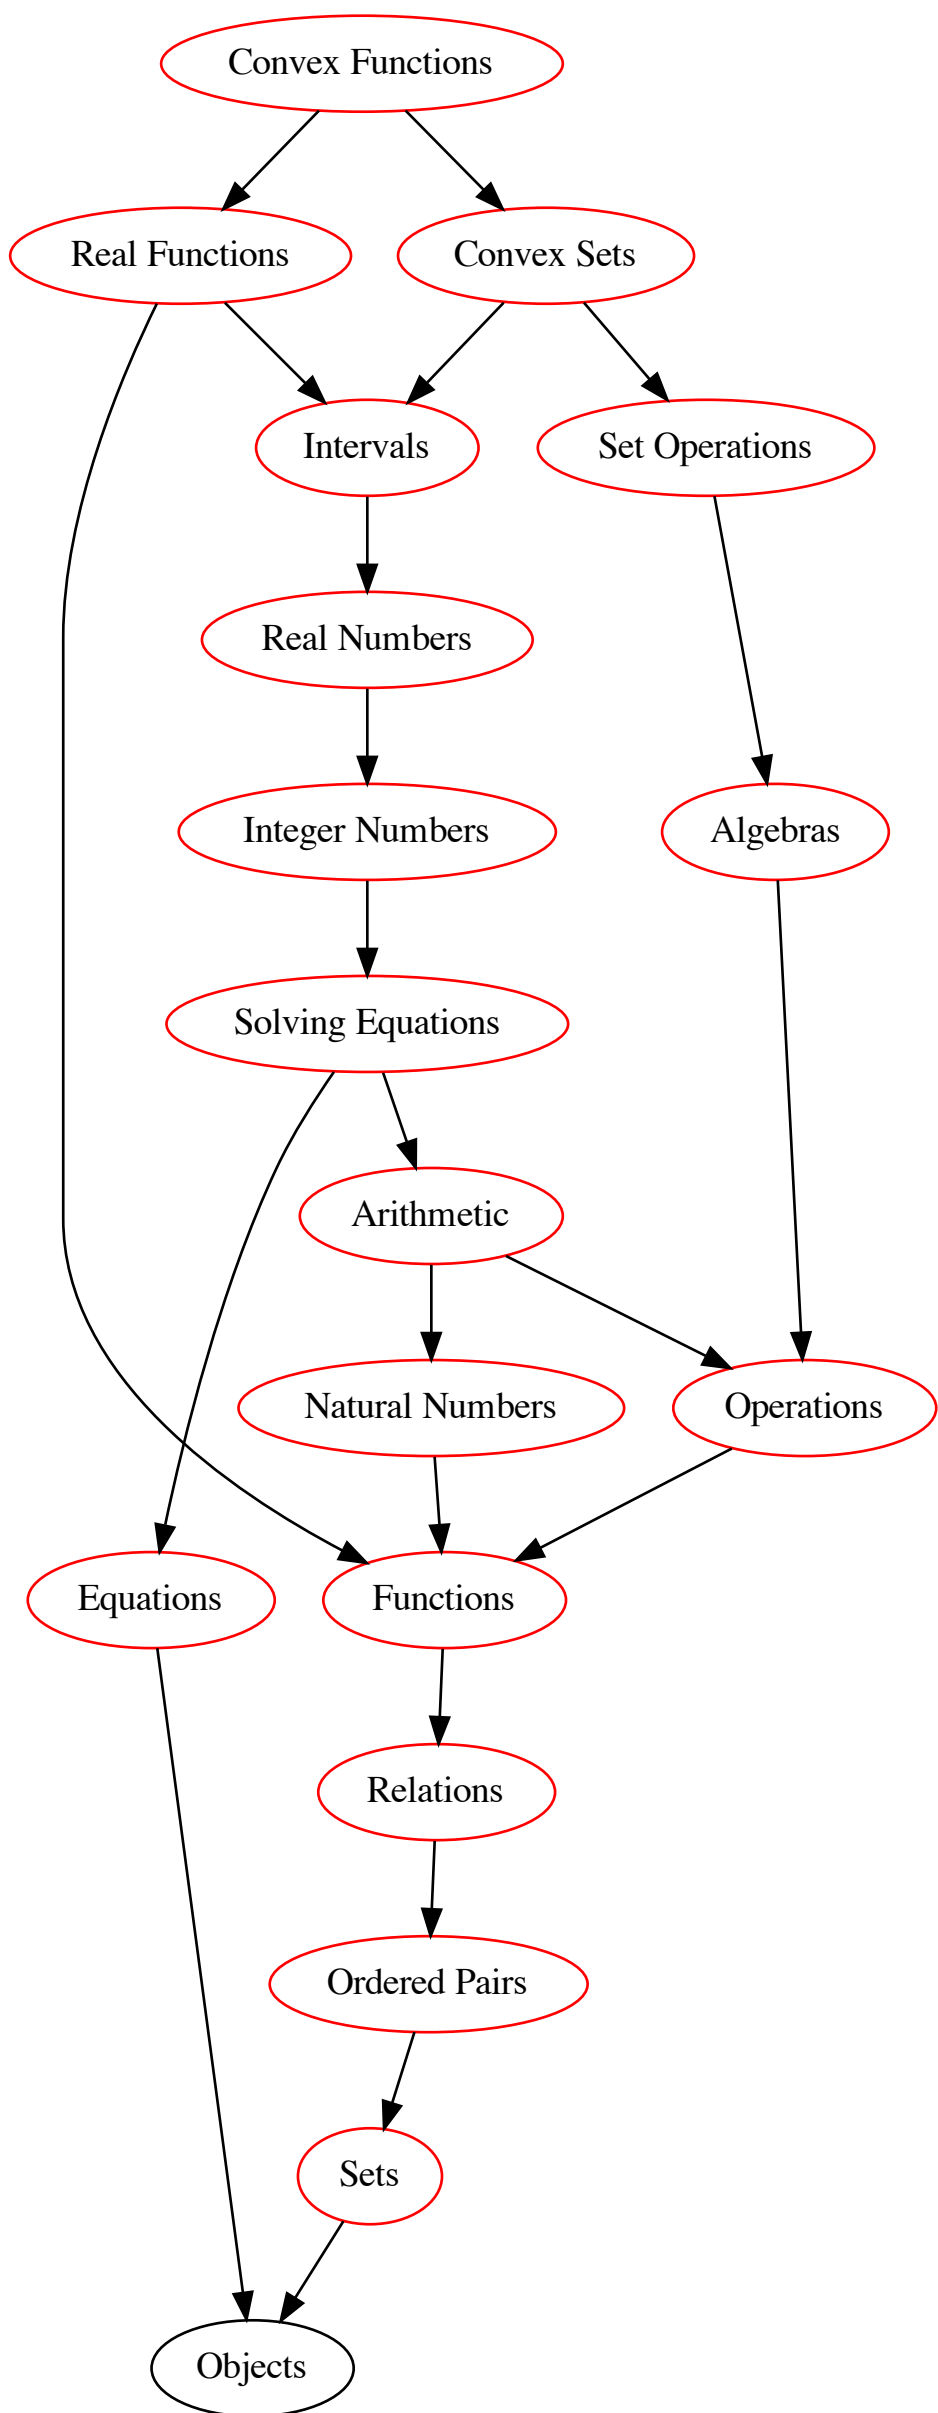 Convex Functions
Real Functions
Convex Sets
Intervals
Set Operations
Real Numbers
Integer Numbers
Algebras
Solving Equations
Arithmetic
Natural Numbers
Operations
Equations
Functions
Relations
Ordered Pairs
Sets
Objects